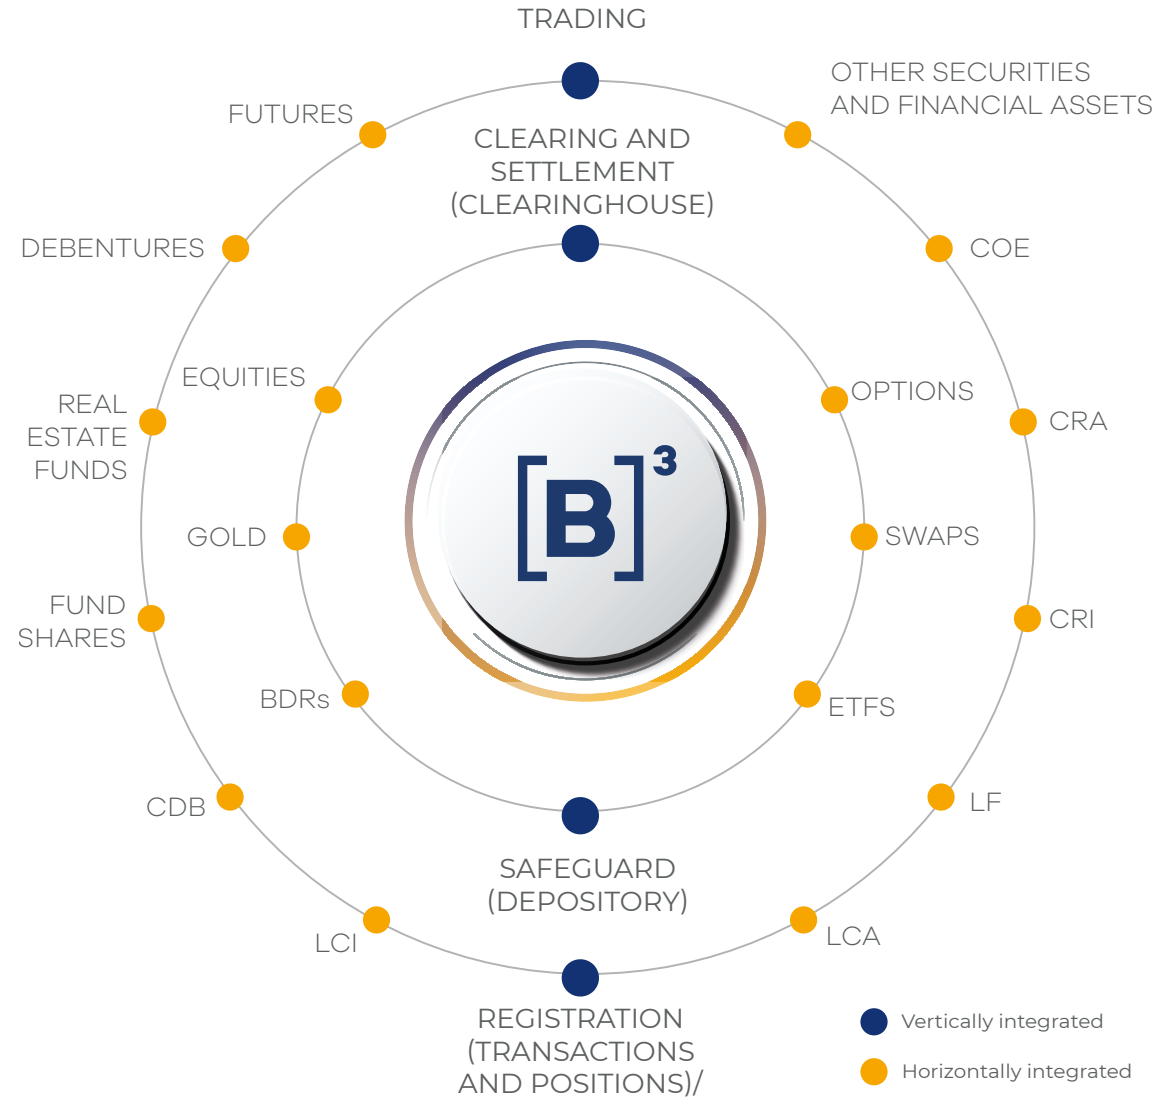 TRADING
OTHER SECURITIES
AND FINANCIAL ASSETS
FUTURES
CLEARING AND
SETTLEMENT
(CLEARINGHOUSE)
DEBENTURES
COE
EQUITIES
OPTIONS
REAL
ESTATE
FUNDS
CRA
[B]³
GOLD
SWAPS
FUND
SHARES
CRI
BDRs
ETFS
CDB
LF
SAFEGUARD
(DEPOSITORY)
LCI
LCA
REGISTRATION
(TRANSACTIONS
AND POSITIONS)/
Vertically integrated
Horizontally integrated